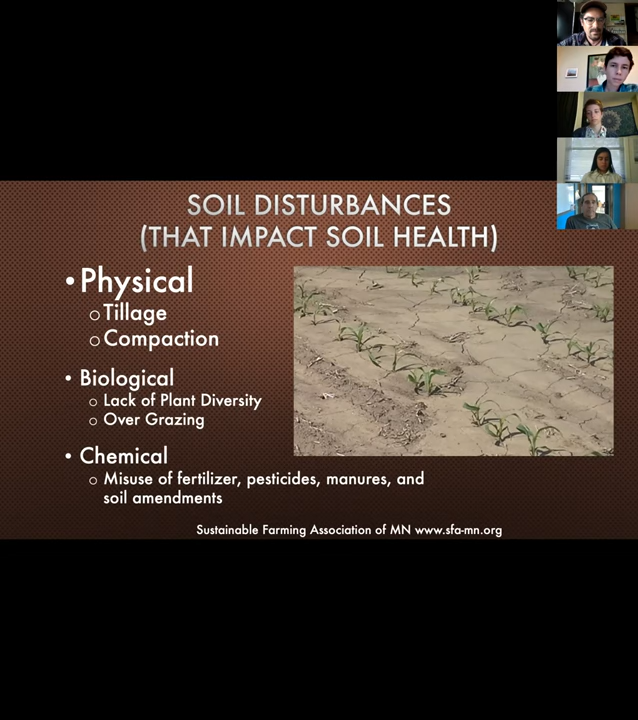 SOIL DISTURBANCES
(THAT IMPACT SOIL HEALTH)
• Physical
o Tillage
o Compaction
• Biological
o Lack of Plant Diversity
o Over Grazing
• Chemical
o Misuse of fertilizer, pesticides, manures, and
soil amendments
Sustainable Farming Association of MN www.sfa-mn.org